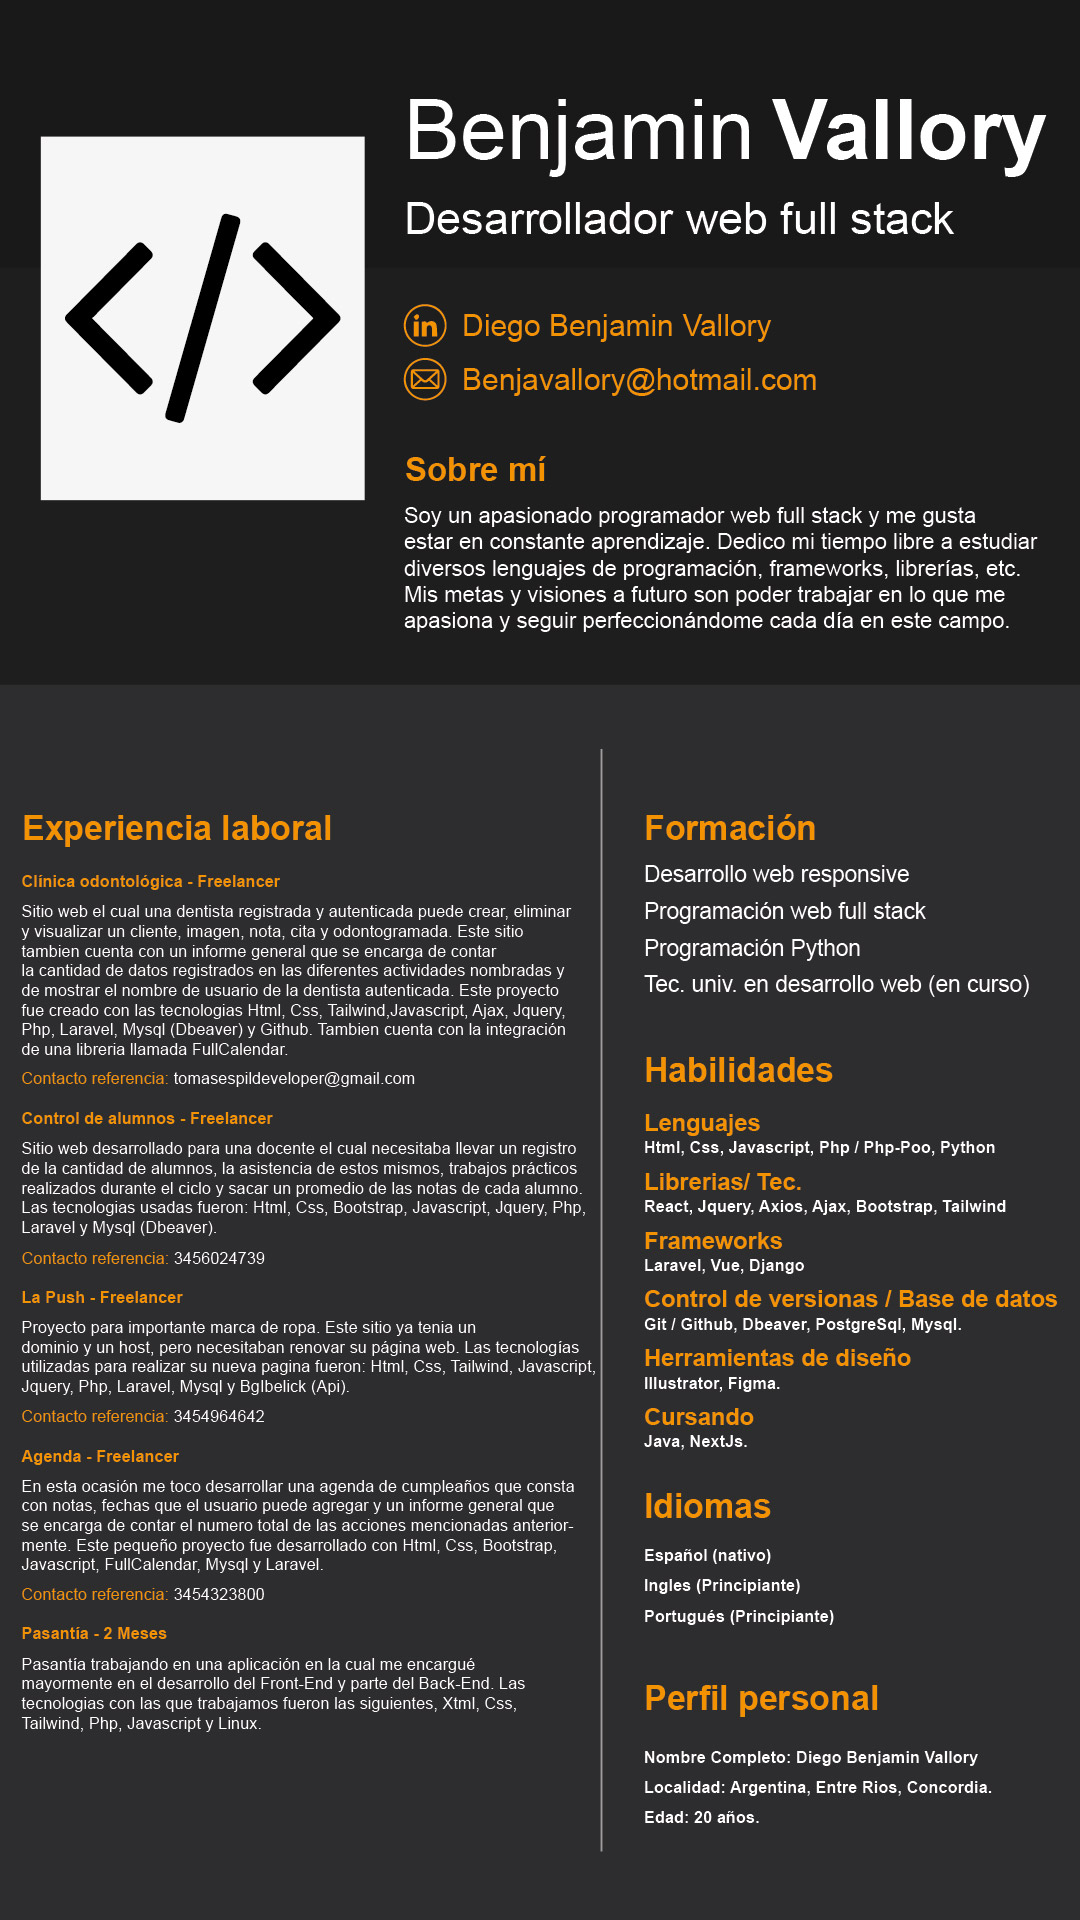 Benjamin Vallory
Desarrollador web full stack
Diego Benjamin Vallory
Benjavallory@hotmail.com
Sobre mí
Soy un apasionado programador web full stack y me gusta
estar en constante aprendizaje. Dedico mi tiempo libre a estudiar
diversos lenguajes de programación, frameworks, librerías, etc.
Mis metas y visiones a futuro son poder trabajar en lo que me
apasiona y seguir perfeccionándome cada día en este campo.
Experiencia laboral
Clínica odontológica - Freelancer
Sitio web el cual una dentista registrada y autenticada puede crear, eliminar
y visualizar un cliente, imagen, nota, cita y odontogramada. Este sitio
tambien cuenta con un informe general que se encarga de contar
la cantidad de datos registrados en las diferentes actividades nombradas y
de mostrar el nombre de usuario de la dentista autenticada. Este proyecto
fue creado con las tecnologias Html, Css, Tailwind,Javascript, Ajax, Jquery,
Php, Laravel, Mysql (Dbeaver) y Github. Tambien cuenta con la integración
de una libreria llamada FullCalendar.
Contacto referencia: tomasespildeveloper@gmail.com
Control de alumnos - Freelancer
Sitio web desarrollado para una docente el cual necesitaba llevar un registro
de la cantidad de alumnos, la asistencia de estos mismos, trabajos prácticos
realizados durante el ciclo y sacar un promedio de las notas de cada alumno.
Las tecnologias usadas fueron: Html, Css, Bootstrap, Javascript, Jquery, Php,
Laravel y Mysql (Dbeaver).
Contacto referencia: 3456024739
La Push - Freelancer
Proyecto para importante marca de ropa. Este sitio ya tenia un
dominio y un host, pero necesitaban renovar su página web. Las tecnologías
utilizadas para realizar su nueva pagina fueron: Html, Css, Tailwind, Javascript,
Jquery, Php, Laravel, Mysql y BgIbelick (Api).
Contacto referencia: 3454964642
Agenda - Freelancer
En esta ocasión me toco desarrollar una agenda de cumpleaños que consta
con notas, fechas que el usuario puede agregar y un informe general que
se encarga de contar el numero total de las acciones mencionadas anterior-
mente. Este pequeño proyecto fue desarrollado con Html, Css, Bootstrap,
Javascript, FullCalendar, Mysql y Laravel.
Contacto referencia: 3454323800
Pasantía - 2 Meses
Pasantía trabajando en una aplicación en la cual me encargué
mayormente en el desarrollo del Front-End y parte del Back-End. Las
tecnologias con las que trabajamos fueron las siguientes, Xtml, Css,
Tailwind, Php, Javascript y Linux.
Formación
Desarrollo web responsive
Programación web full stack
Programación Python
Tec. univ. en desarrollo web (en curso)
Habilidades
Lenguajes
Html, Css, Javascript, Php / Php-Poo, Python
Librerias/ Tec.
React, Jquery, Axios, Ajax, Bootstrap, Tailwind
Frameworks
Laravel, Vue, Django
Control de versionas / Base de datos
Git / Github, Dbeaver, PostgreSql, Mysql.
Herramientas de diseño
Illustrator, Figma.
Cursando
Java, NextJs.
Idiomas
Español (nativo)
Ingles (Principiante)
Portugués (Principiante)
Perfil personal
Nombre Completo: Diego Benjamin Vallory
Localidad: Argentina, Entre Rios, Concordia.
Edad: 20 años.